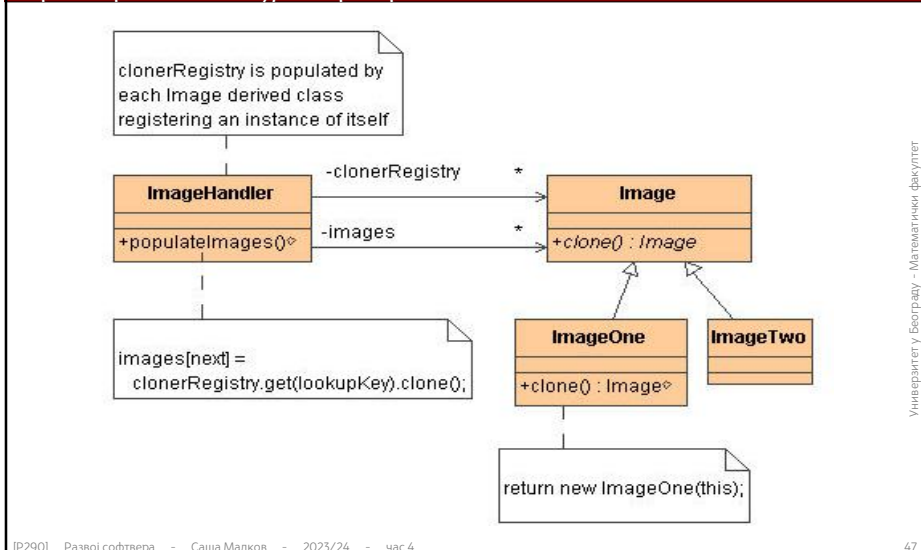 clonerRegistry is populated by
each Image derived class
registering an instance of itself
ImageHandler
+populateImages()
-clonerRegistry
*
-images
*
Image
+clone() : Image
images[next] =
clonerRegistry.get(lookupKey).clone();
ImageOne
+clone() : Image
ImageTwo
return new ImageOne(this);
Универзитет у Београду - Математички факултет
[Р290] Развој софтвера - Саша Малков - 2023/24 - час 4
47